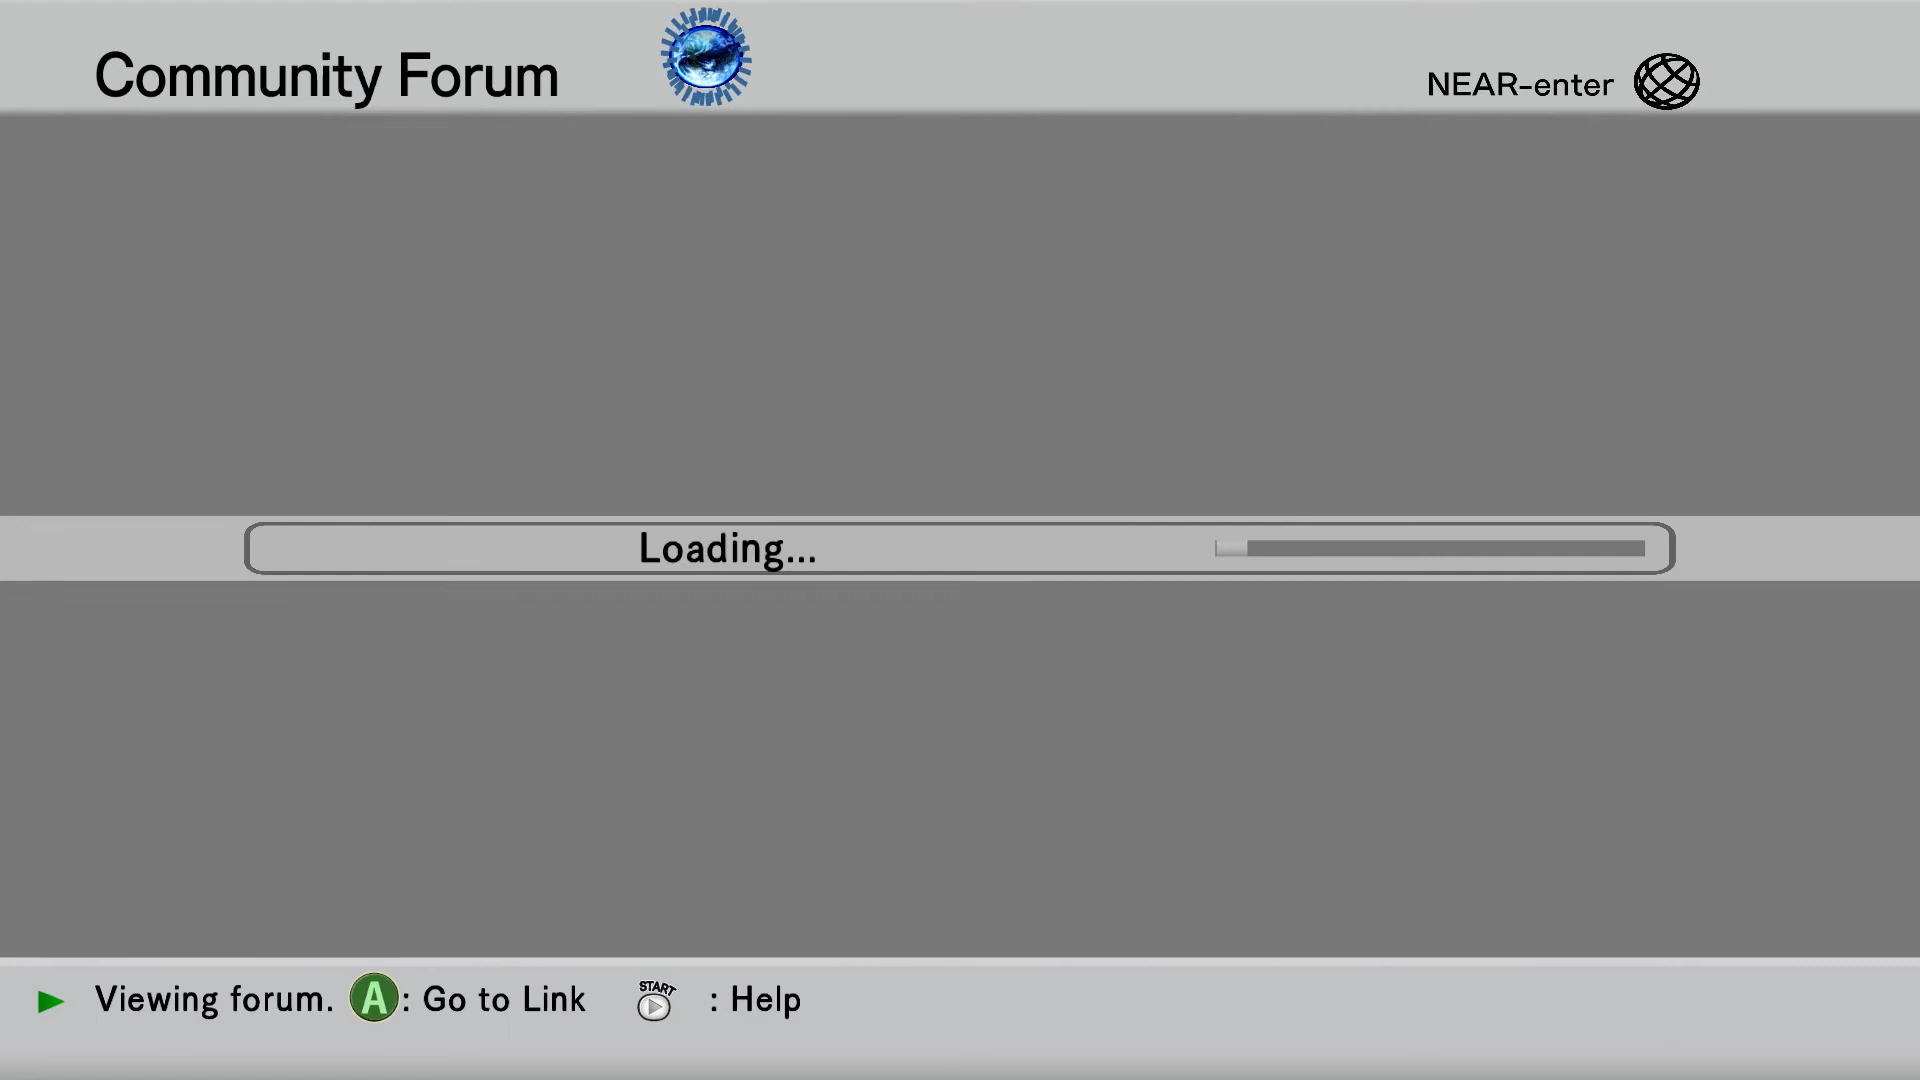 Community Forum
NEAR-enter
Loading...
Viewing forum. A : Go to Link START : Help